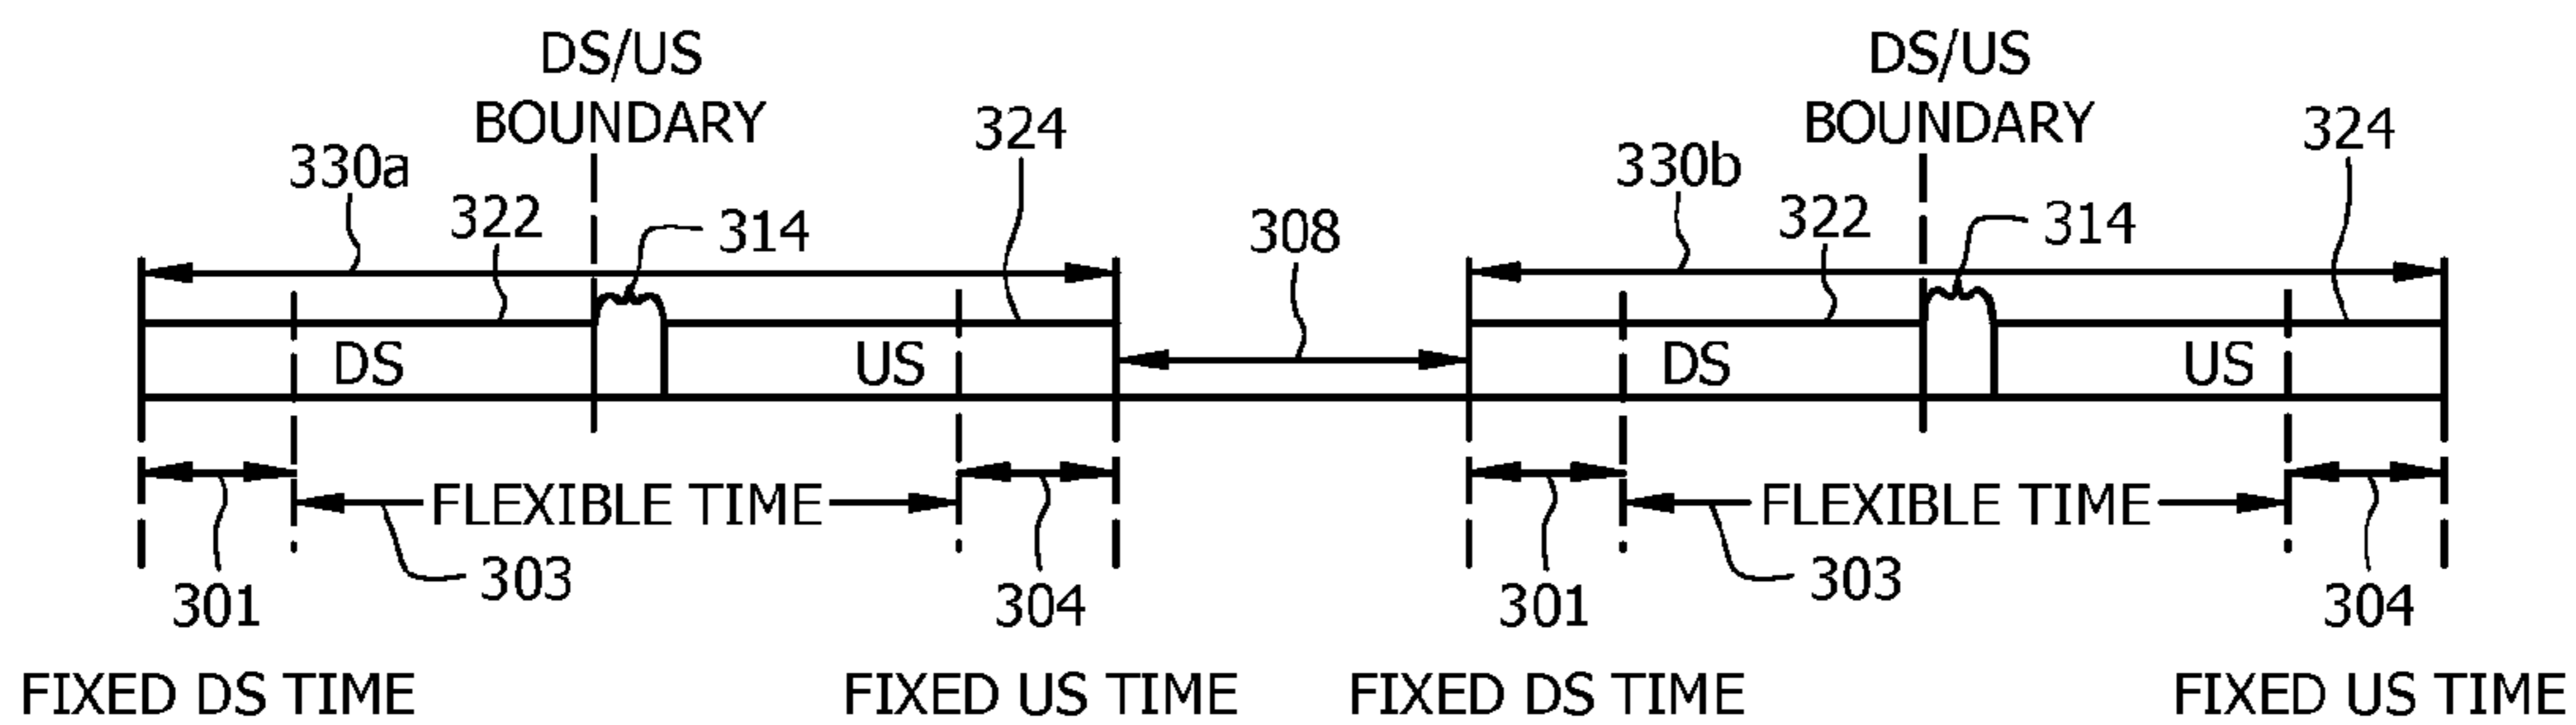 DS/US
BOUNDARY
DS/US
BOUNDARY
330a
322
314
324
308
330b
322
314
324
DS
US
DS
US
FLEXIBLE TIME
FLEXIBLE TIME
301
303
304
301
303
304
FIXED DS TIME
FIXED US TIME
FIXED DS TIME
FIXED US TIME